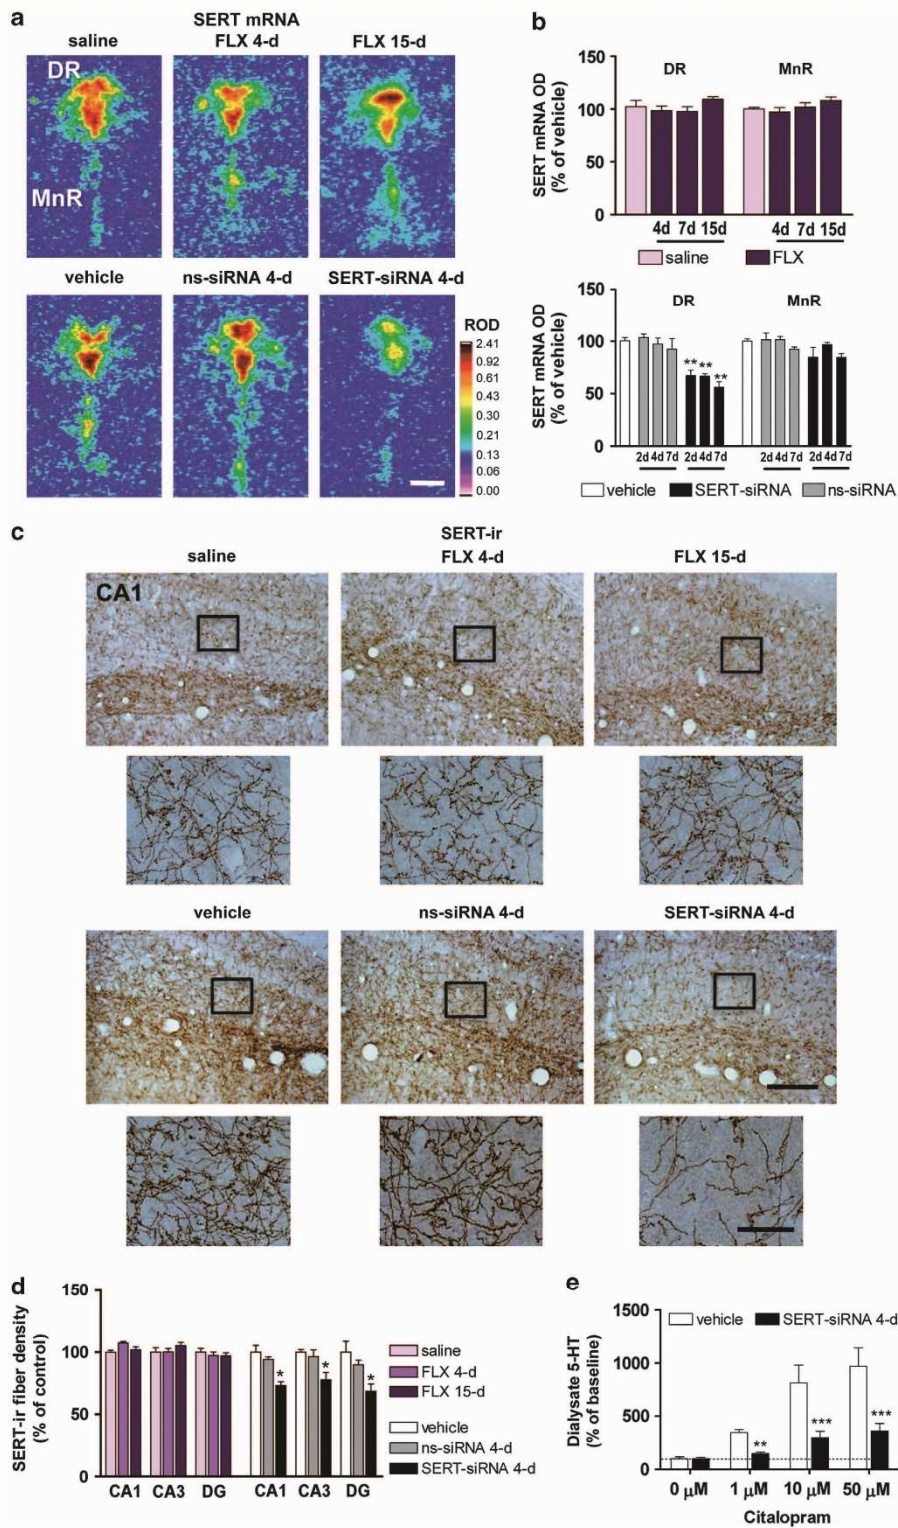 a
SERT mRNA
saline FLX 4-d FLX 15-d
DR
MnR
vehicle ns-siRNA 4-d SERT-siRNA 4-d
ROD
2.41
0.92
0.61
0.43
0.30
0.21
0.13
0.06
0.00
b
SERT mRNA OD
(% of vehicle)
150
100
50
0
DR MnR
4d 7d 15d 4d 7d 15d
saline FLX
SERT mRNA OD
(% of vehicle)
150
100
50
0
DR MnR
** ** **
2d 4d 7d 2d 4d 7d 2d 4d 7d 2d 4d 7d
vehicle SERT-siRNA ns-siRNA
c
SERT-ir
saline FLX 4-d FLX 15-d
CA1
vehicle ns-siRNA 4-d SERT-siRNA 4-d
d
SERT-ir fiber density
(% of control)
150
100
50
0
* * *
CA1 CA3 DG CA1 CA3 DG
saline
FLX 4-d
FLX 15-d
vehicle
ns-siRNA 4-d
SERT-siRNA 4-d
e
Dialysate 5-HT
(% of baseline)
1500
1000
500
0
vehicle SERT-siRNA 4-d
** *** ***
0 µM 1 µM 10 µM 50 µM
Citalopram